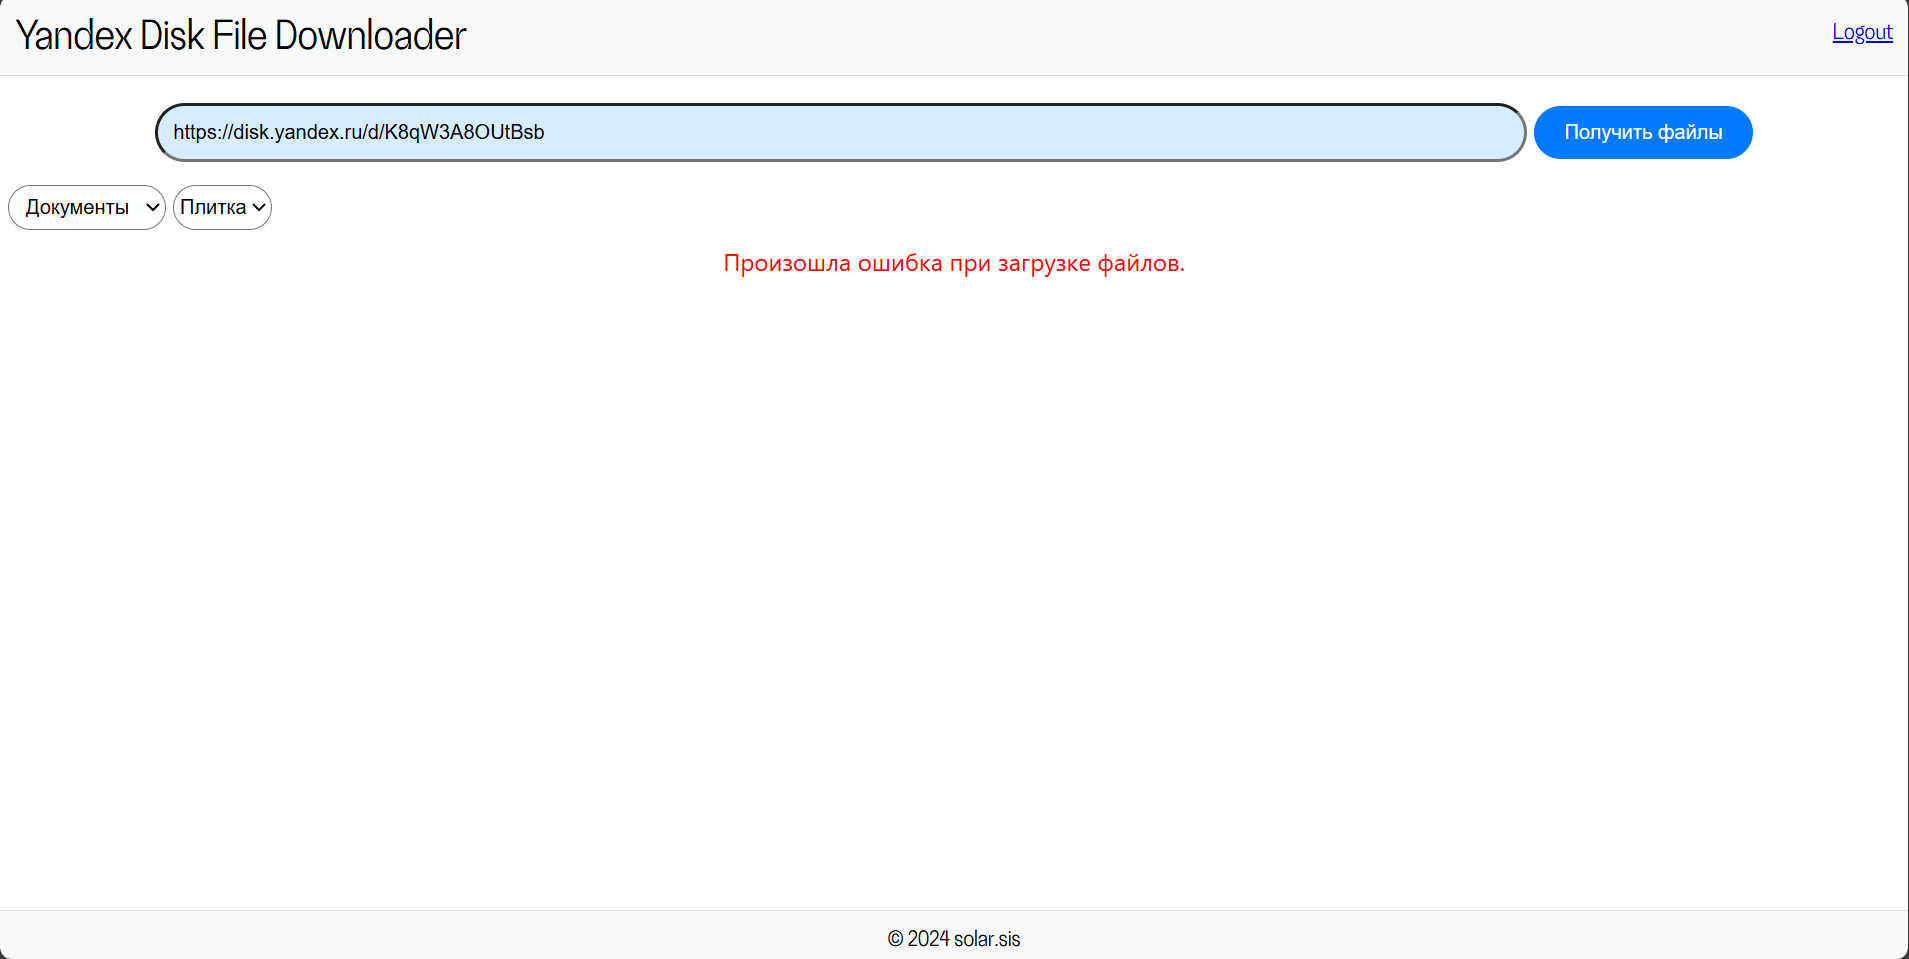 Yandex Disk File Downloader
Logout
https://disk.yandex.ru/d/K8qW3A8OUtBsb
Получить файлы
Документы
Плитка
Произошла ошибка при загрузке файлов.
© 2024 solar.sis